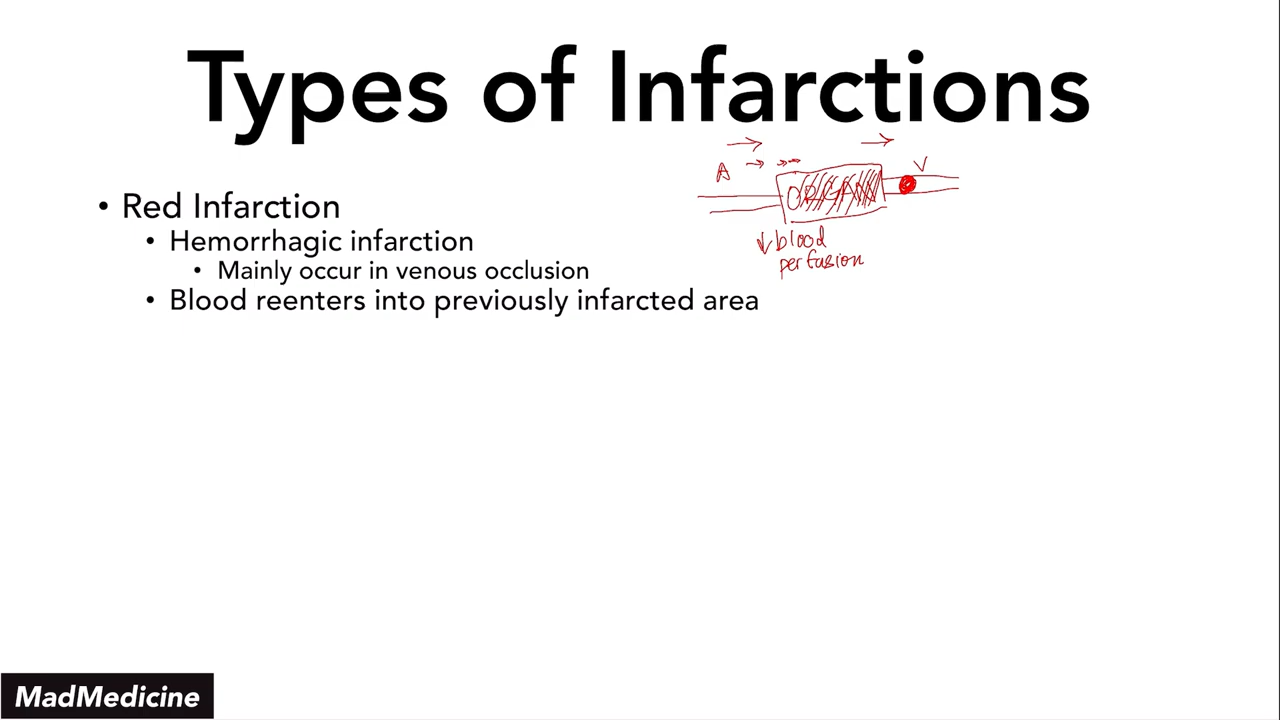 Types of Infarctions
A
V
ORGAN
• Red Infarction
• Hemorrhagic infarction
• Mainly occur in venous occlusion
• Blood reenters into previously infarcted area
↓ blood
perfusion
MadMedicine